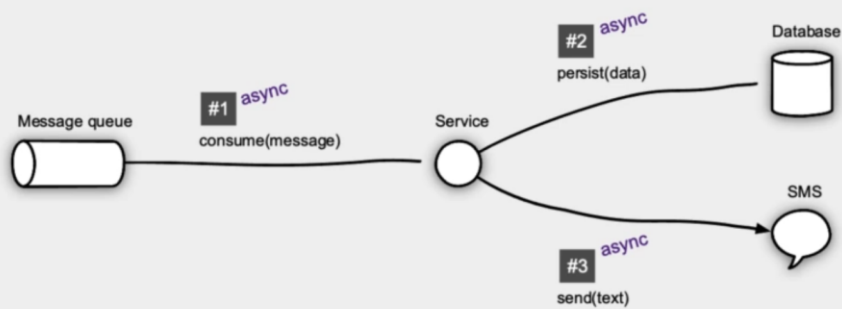 Message queue
#1 async
consume(message)
Service
#2 async
persist(data)
Database
#3 async
send(text)
SMS